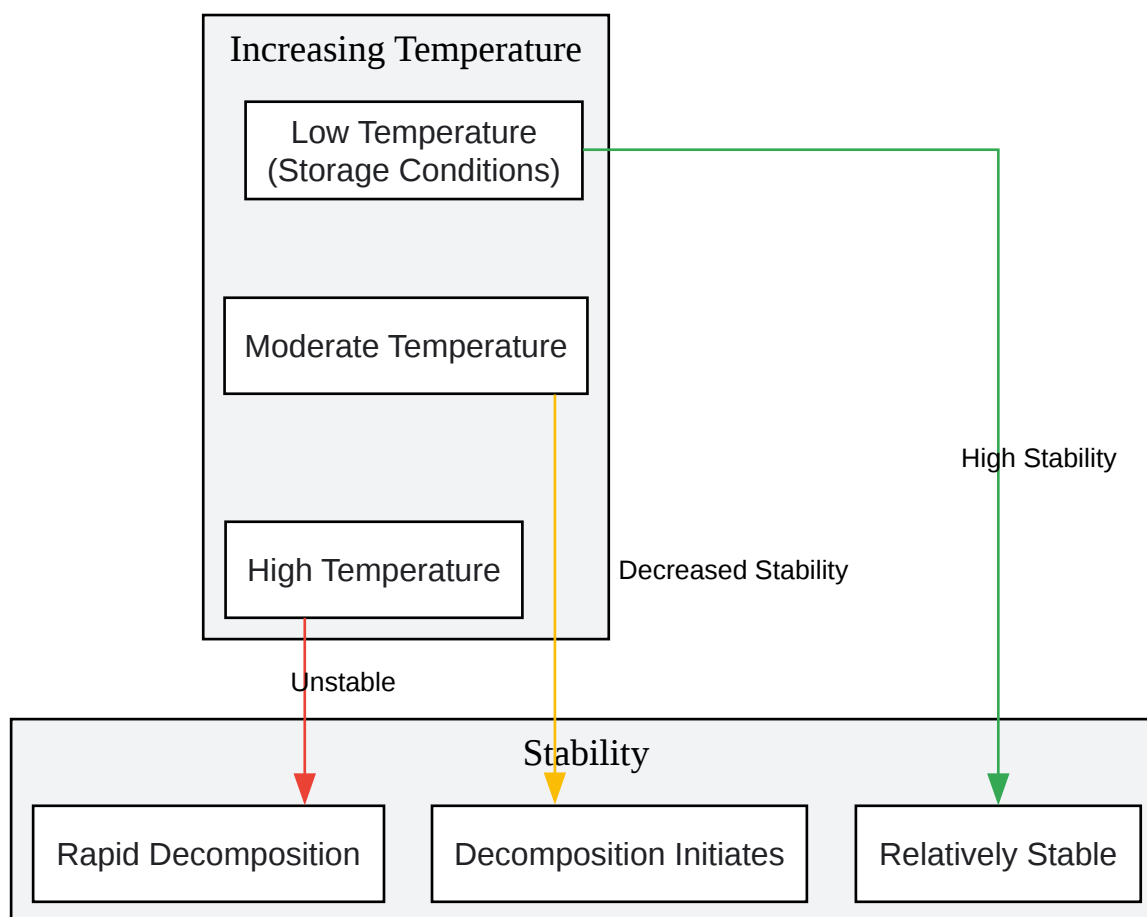 Increasing Temperature
Low Temperature
(Storage Conditions)
Moderate Temperature
High Stability
High Temperature
Decreased Stability
Unstable
Stability
Rapid Decomposition
Decomposition Initiates
Relatively Stable